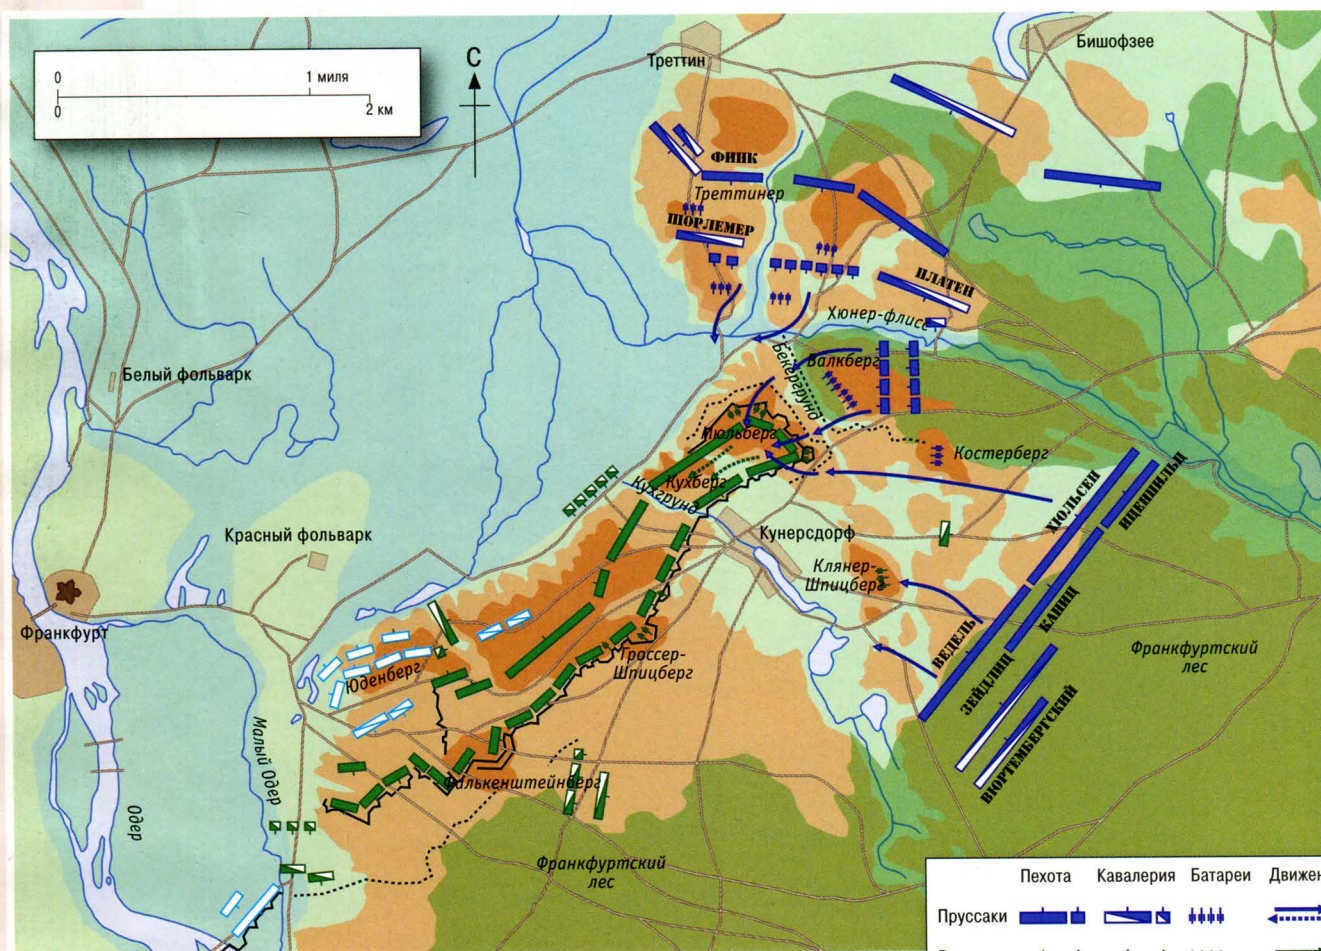 0
1 миля
0
2 км
С
Треттин
Бишофзее
ФИНК
Треттинер
ШОРЛЕМЕР
ПЛАТЕН
Хюнер-флисс
Бекергрунд
Валкберг
Белый фольварк
Мюльберг
Костерберг
Кухберг
Кухгрунд
ХЮЛЬСЕН
ИЦЕНПЛИЦ
Кунерсдорф
Красный фольварк
Клянер-
Шпицберг
КАНИЦ
ВЕДЕЛЬ
Франкфурт
Гроссер-
Шпицберг
Франкфуртский
лес
Юденберг
ЗЕЙДЛИЦ
ВЮРТЕМБЕРГСКИЙ
Малый Одер
Фалькенштейнберг
Одер
Франкфуртский
лес
Пехота Кавалерия Батареи Движен
Пруссаки